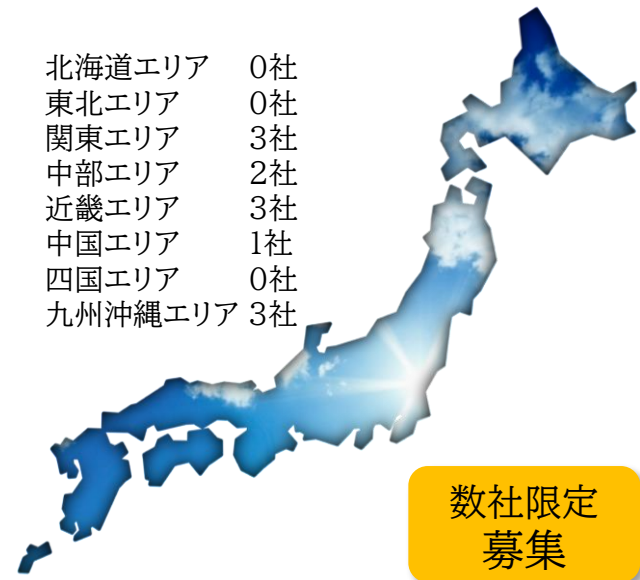 北海道エリア 0社
東北エリア 0社
関東エリア 3社
中部エリア 2社
近畿エリア 3社
中国エリア 1社
四国エリア 0社
九州沖縄エリア 3社
数社限定
募集